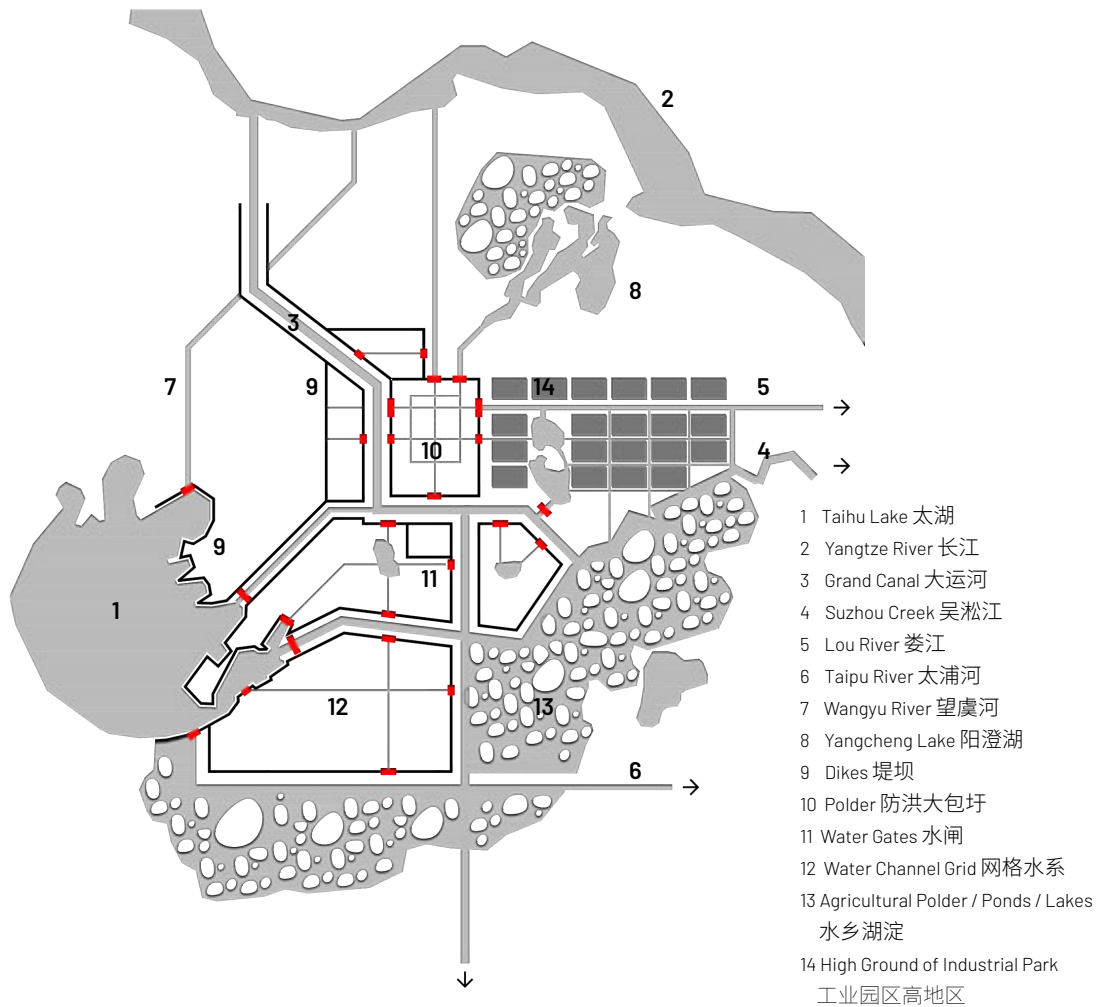 2
8
3
14
7
9
5
10
4
9
11
1
12
13
6
1 Taihu Lake 太湖
2 Yangtze River 长江
3 Grand Canal 大运河
4 Suzhou Creek 吴淞江
5 Lou River 娄江
6 Taipu River 太浦河
7 Wangyu River 望虞河
8 Yangcheng Lake 阳澄湖
9 Dikes 堤坝
10 Polder 防洪大包圩
11 Water Gates 水闸
12 Water Channel Grid 网格水系
13 Agricultural Polder / Ponds / Lakes
水乡湖淀
14 High Ground of Industrial Park
工业园区高地区